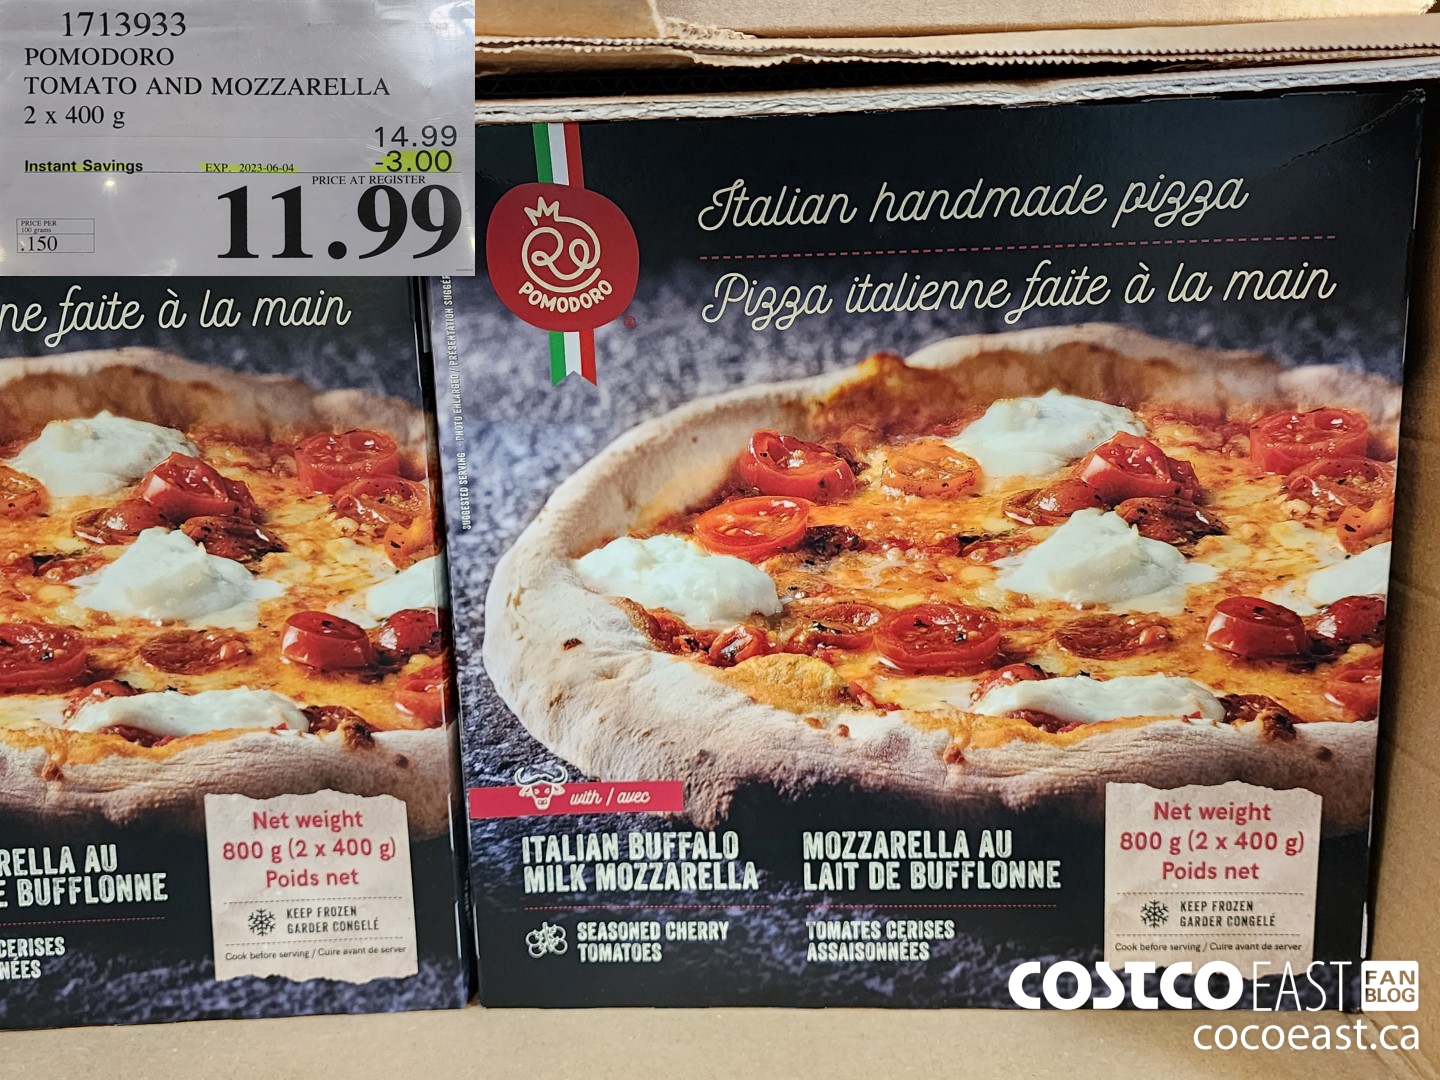 1713933
POMODORO
TOMATO AND MOZZARELLA
2 x 400 g
14.99
Instant Savings EXP. 2023-06-04 -3.00
PRICE AT REGISTER
11.99
PRICE PER
100 grams
.150
ne faite à la main
RELLA AU
E BUFFLONNE
CERISES
NÉES
Net weight
800 g (2 x 400 g)
Poids net
KEEP FROZEN
GARDER CONGELÉ
Cook before serving / Cuire avant de server
SUGGESTED SERVING - PHOTO ENLARGED / PRÉSENTATION SUGGÉR
POMODORO
®
Italian handmade pizza
Pizza italienne faite à la main
with / avec
ITALIAN BUFFALO
MILK MOZZARELLA
SEASONED CHERRY
TOMATOES
MOZZARELLA AU
LAIT DE BUFFLONNE
TOMATES CERISES
ASSAISONNÉES
Net weight
800 g (2 x 400 g)
Poids net
KEEP FROZEN
GARDER CONGELÉ
Cook before serving / Cuire avant de server
COSTCO EAST FAN
BLOG
cocoeast.ca